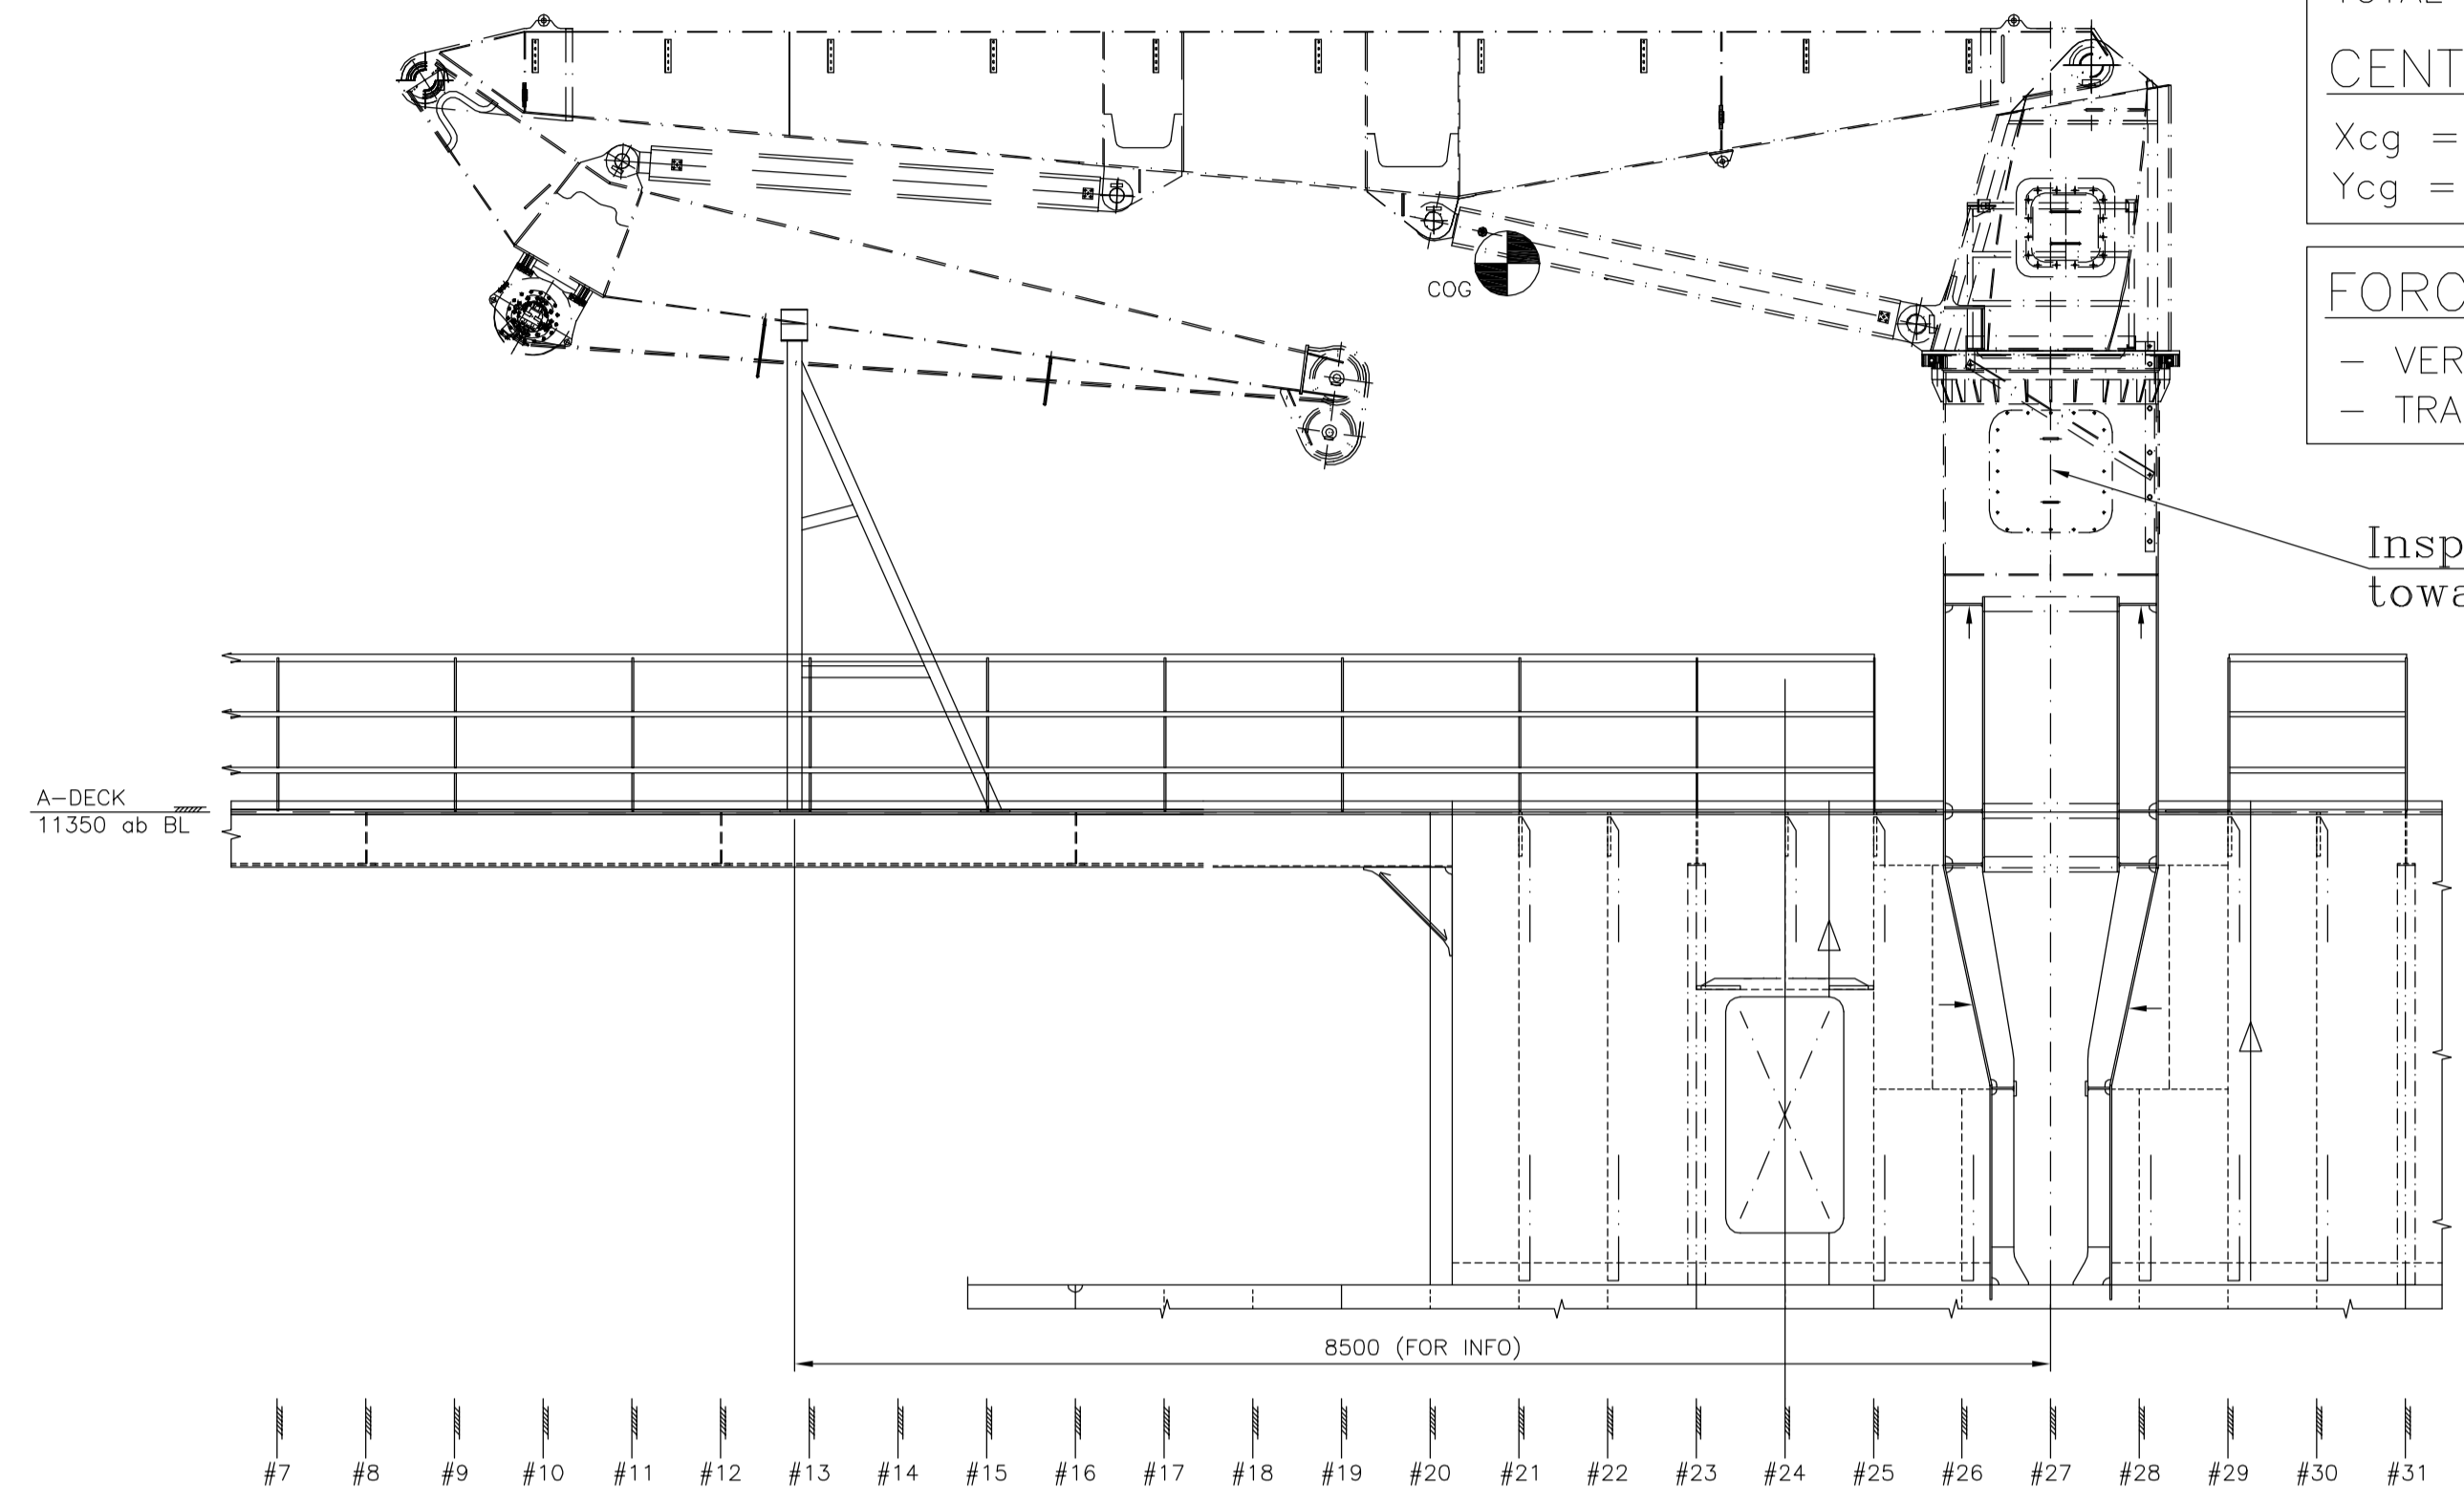 TOTAL
CENT
Xcg =
Ycg =
FORC
– VER
– TRA
COG
Insp
towa
A–DECK
11350 ab BL
8500 (FOR INFO)
#7 #8 #9 #10 #11 #12 #13 #14 #15 #16 #17 #18 #19 #20 #21 #22 #23 #24 #25 #26 #27 #28 #29 #30 #31